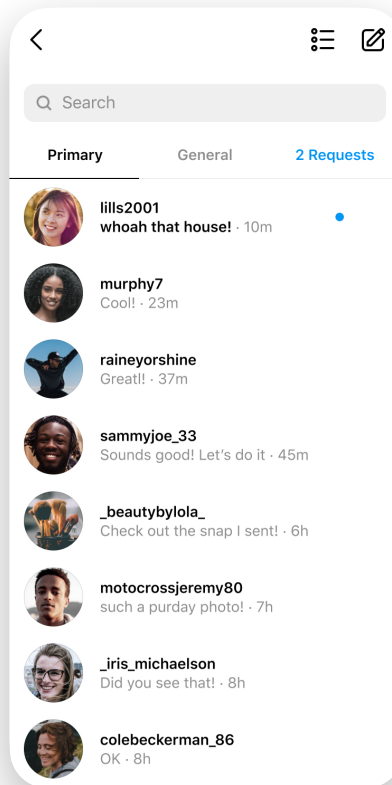 Search
Primary General 2 Requests
lills2001
whoah that house! · 10m
murphy7
Cool! · 23m
raineyorshine
Greatl! · 37m
sammyjoe_33
Sounds good! Let’s do it · 45m
_beautybylola_
Check out the snap I sent! · 6h
motocrossjeremy80
such a purday photo! · 7h
_iris_michaelson
Did you see that! · 8h
colebeckerman_86
OK · 8h